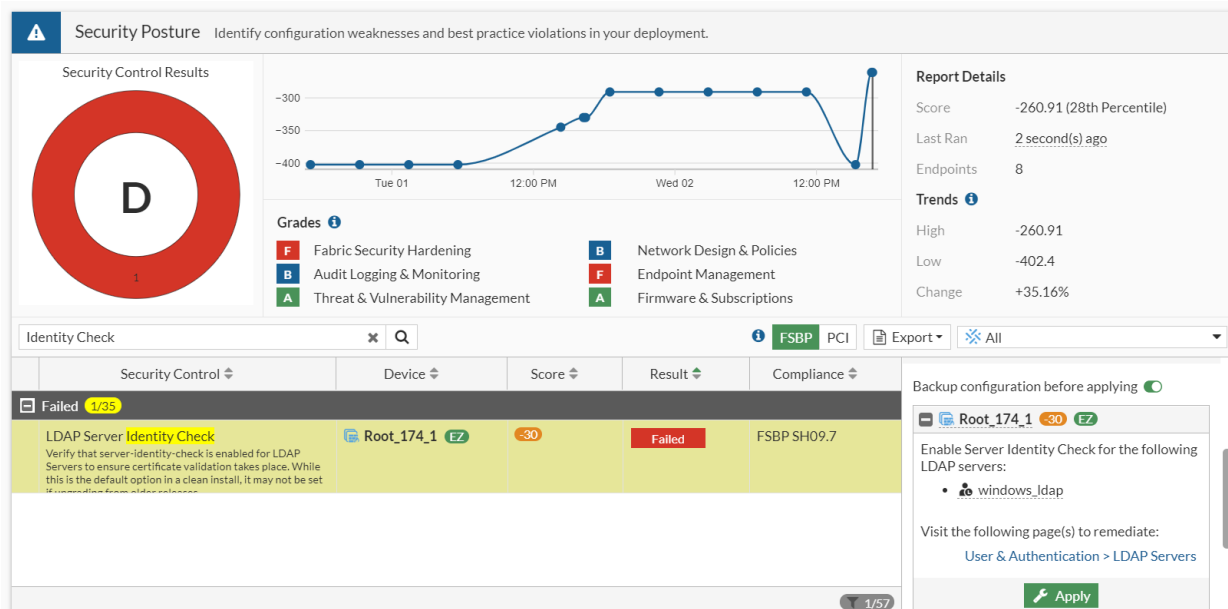 Security Posture Identify configuration weaknesses and best practice violations in your deployment.
Security Control Results
D
1
-300
-350
-400
Tue 01 12:00 PM Wed 02 12:00 PM
Grades
F Fabric Security Hardening
B Audit Logging & Monitoring
A Threat & Vulnerability Management
B Network Design & Policies
F Endpoint Management
A Firmware & Subscriptions
Report Details
Score -260.91 (28th Percentile)
Last Ran 2 second(s) ago
Endpoints 8
Trends
High -260.91
Low -402.4
Change +35.16%
Identity Check
FSBP PCI Export All
Security Control Device Score Result Compliance
Failed 1/35
LDAP Server Identity Check
Verify that server-identity-check is enabled for LDAP
Servers to ensure certificate validation takes place. While
this is the default option in a clean install, it may not be set
if upgrading from older releases.
Root_174_1 EZ
-30
Failed
FSBP SH09.7
1/57
Backup configuration before applying
Root_174_1 -30 EZ
Enable Server Identity Check for the following
LDAP servers:
windows_ldap
Visit the following page(s) to remediate:
User & Authentication > LDAP Servers
Apply